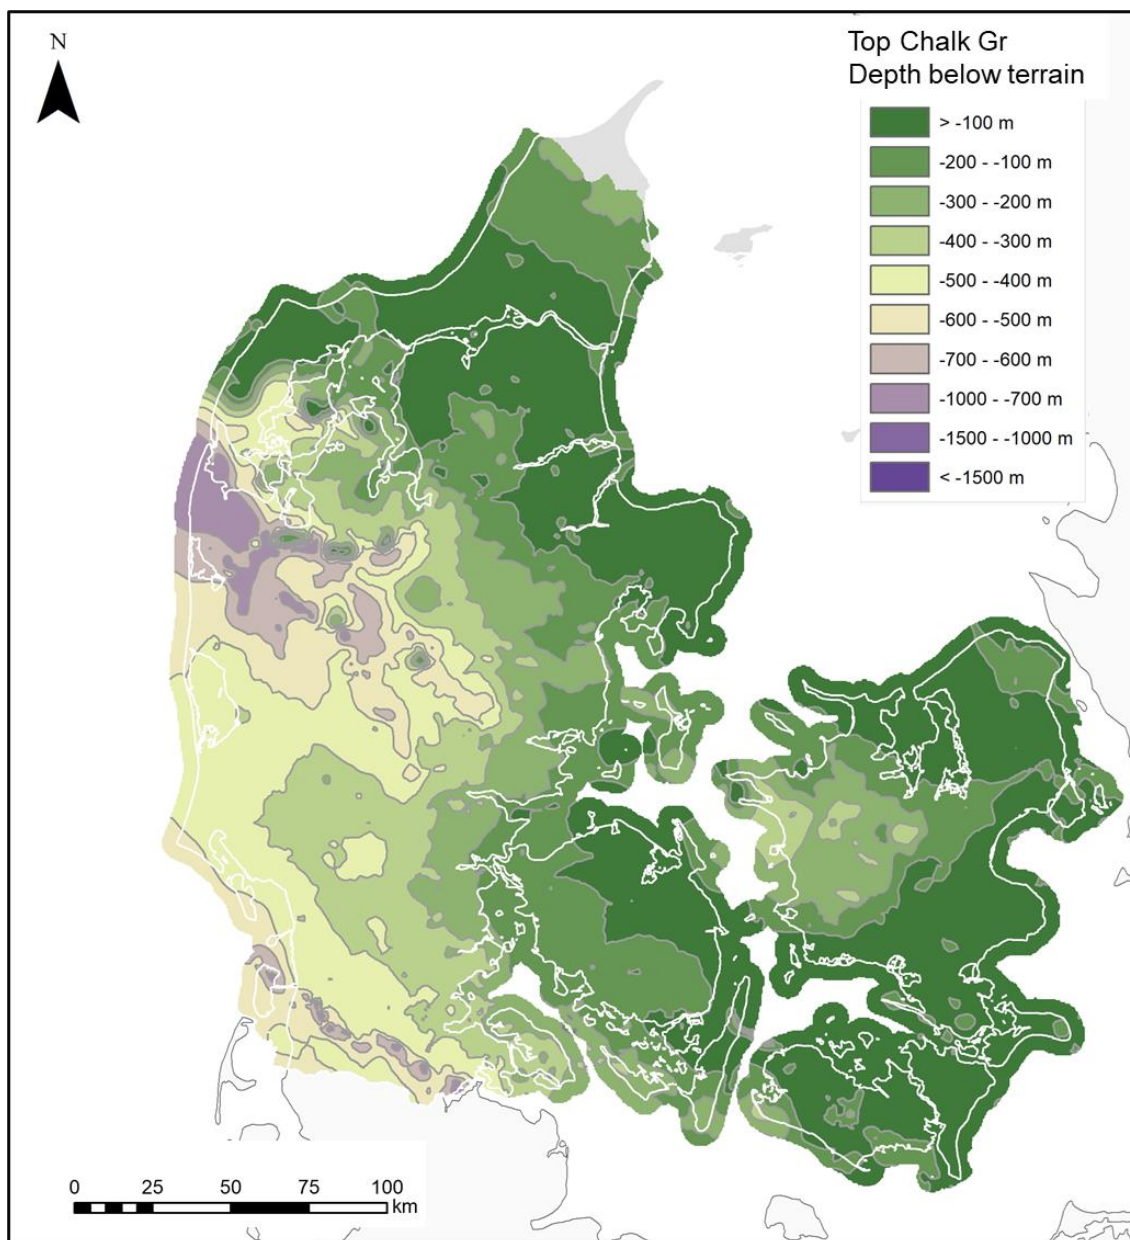 N
Top Chalk Gr
Depth below terrain
> -100 m
-200 - -100 m
-300 - -200 m
-400 - -300 m
-500 - -400 m
-600 - -500 m
-700 - -600 m
-1000 - -700 m
-1500 - -1000 m
< -1500 m
0 25 50 75 100
km